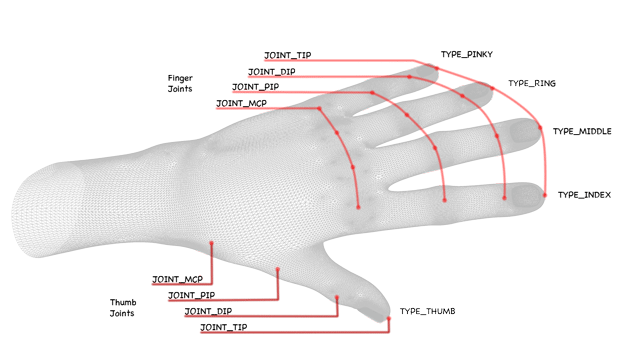 JOINT_TIP
TYPE_PINKY
JOINT_DIP
Finger
Joints
JOINT_PIP
TYPE_RING
JOINT_MCP
TYPE_MIDDLE
TYPE_INDEX
JOINT_MCP
JOINT_PIP
Thumb
Joints
JOINT_DIP
TYPE_THUMB
JOINT_TIP